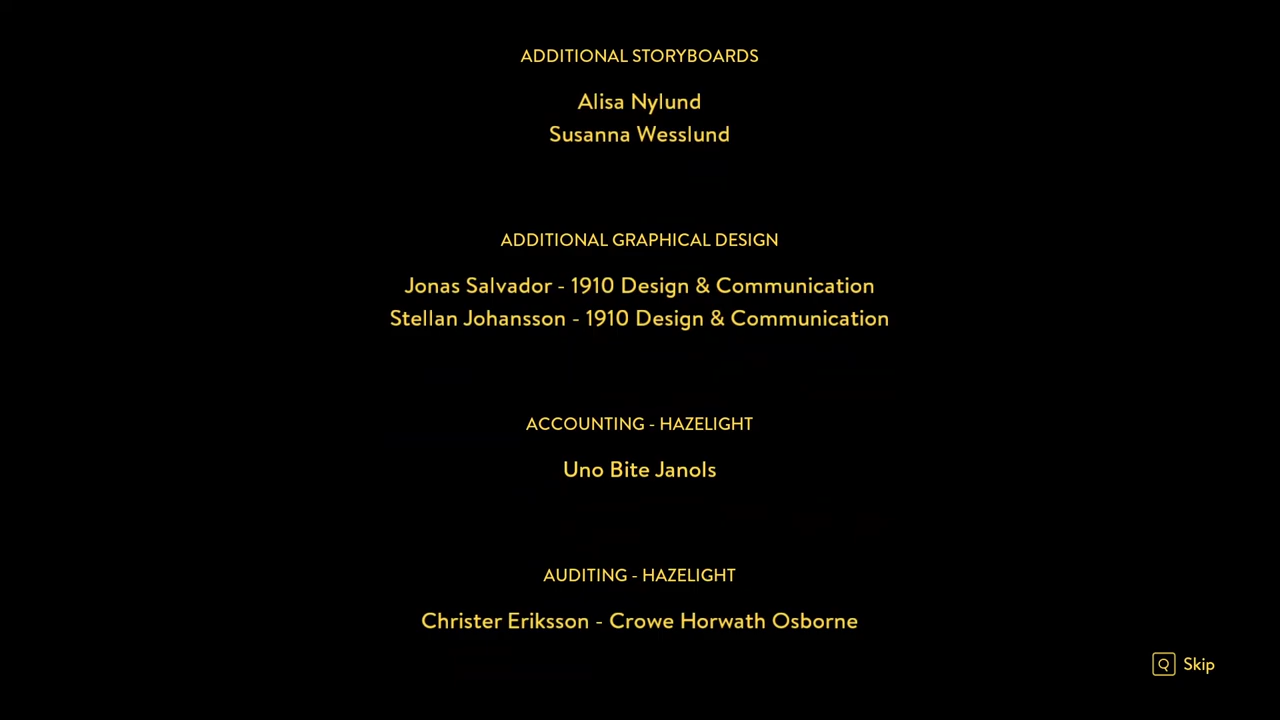 ADDITIONAL STORYBOARDS
Alisa Nylund
Susanna Wesslund
ADDITIONAL GRAPHICAL DESIGN
Jonas Salvador - 1910 Design & Communication
Stellan Johansson - 1910 Design & Communication
ACCOUNTING - HAZELIGHT
Uno Bite Janols
AUDITING - HAZELIGHT
Christer Eriksson - Crowe Horwath Osborne
Q Skip